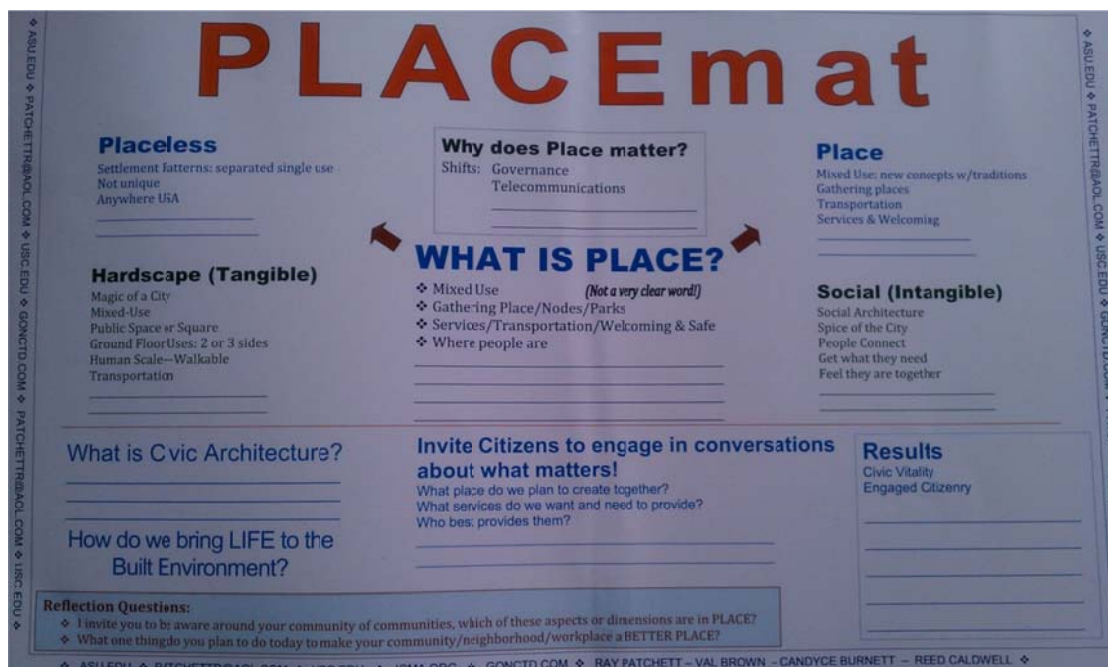 PLACEmat
Placeless
Settlement Patterns: separated single use
Not unique
Anywhere USA
Why does Place matter?
Shifts: Governance
Telecommunications
Place
Mixed Use: new concepts w/traditions
Gathering places
Transportation
Services & Welcoming
WHAT IS PLACE?
❖ Mixed Use (Not a very clear word!)
❖ Gathering Place/Nodes/Parks
❖ Services/Transportation/Welcoming & Safe
❖ Where people are
Hardscape (Tangible)
Magic of a City
Mixed-Use
Public Space or Square
Ground Floor Uses: 2 or 3 sides
Human Scale—Walkable
Transportation
Social (Intangible)
Social Architecture
Spice of the City
People Connect
Get what they need
Feel they are together
What is Civic Architecture?
How do we bring LIFE to the
Built Environment?
Invite Citizens to engage in conversations
about what matters!
What place do we plan to create together?
What services do we want and need to provide?
Who best provides them?
Results
Civic Vitality
Engaged Citizenry
Reflection Questions:
❖ I invite you to be aware around your community of communities, which of these aspects or dimensions are in PLACE?
❖ What one thing do you plan to do today to make your community/neighborhood/workplace a BETTER PLACE?
❖ ASU.EDU ❖ PATCHETTR@AOL.COM ❖ USC.EDU ❖ GONCTD.COM ❖ PATCHETTR@AOL.COM ❖ USC.EDU ❖
❖ ASU.EDU ❖ PATCHETTR@AOL.COM ❖ USC.EDU ❖ GONCTD.COM
❖ ASU.EDU ❖ GONCTD.COM ❖ RAY PATCHETT – VAL BROWN – CANDYCE BURNETT – REED CALDWELL ❖